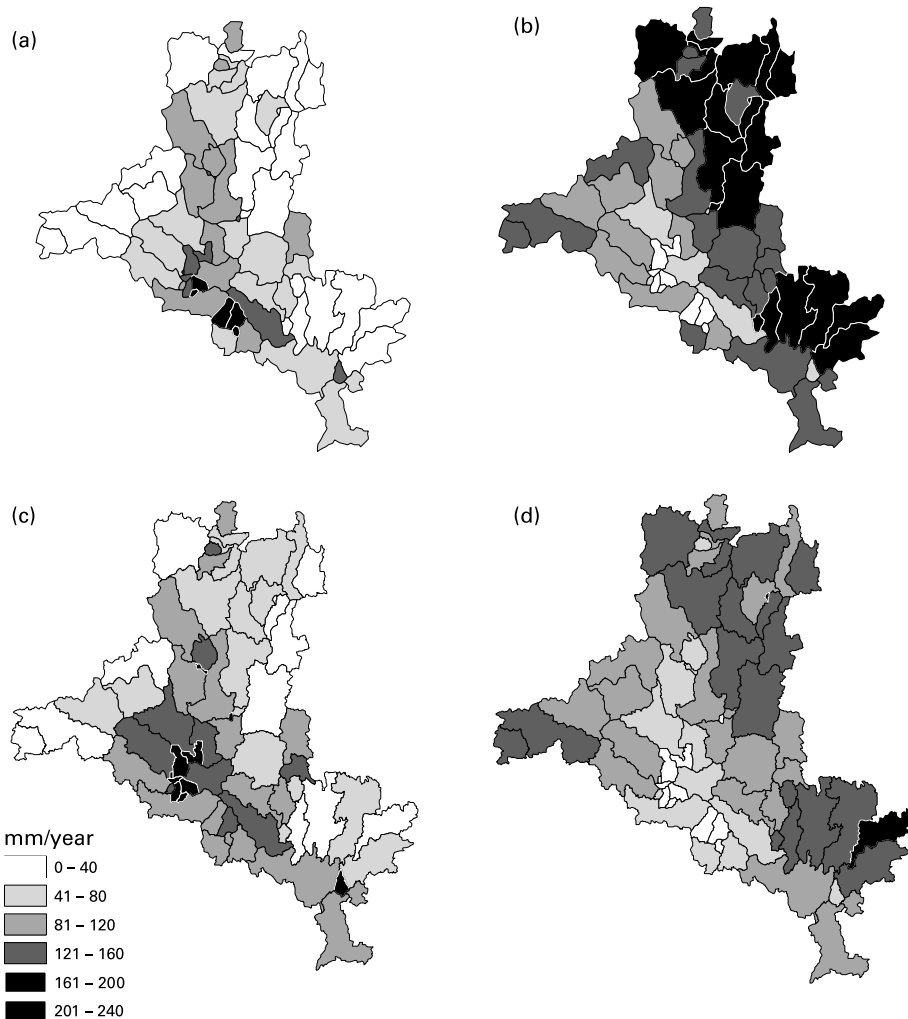 (a)
(b)
(c)
(d)
mm/year
0 – 40
41 – 80
81 – 120
121 – 160
161 – 200
201 – 240